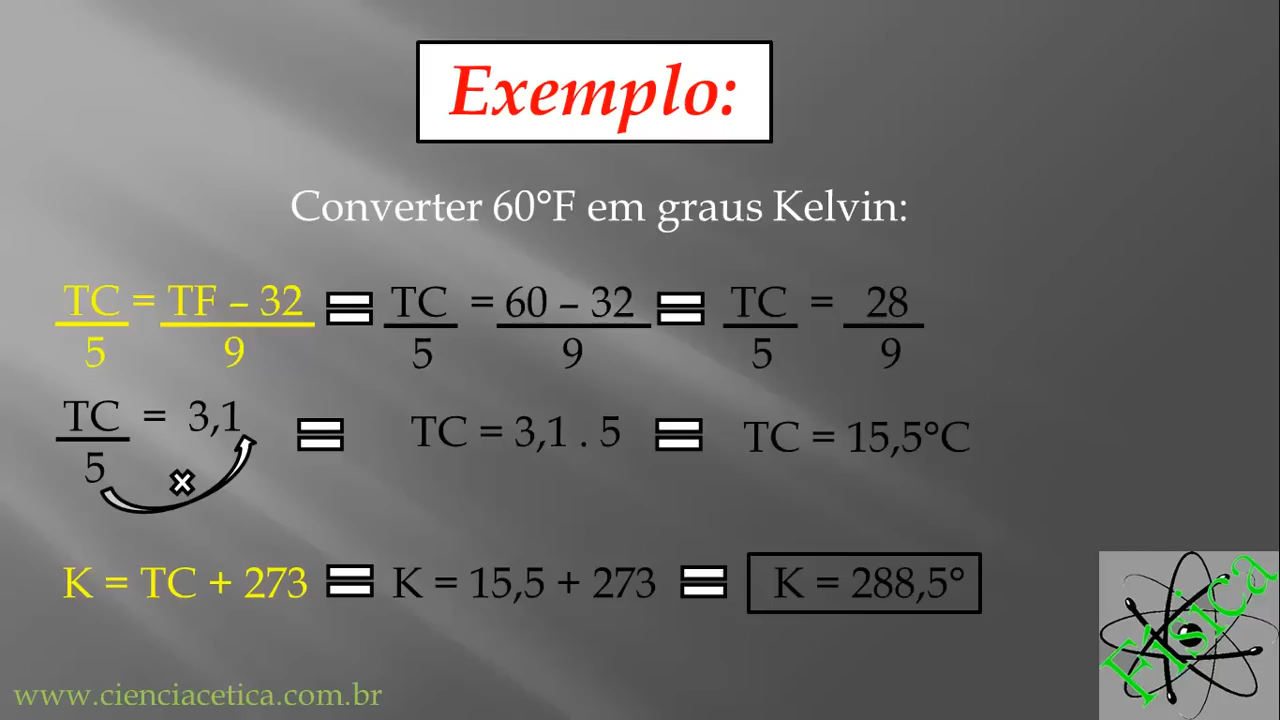 Exemplo:
Converter 60°F em graus Kelvin:
TC = TF – 32 = TC = 60 – 32 = TC = 28
5 9 5 9 5 9
TC = 3,1 = TC = 3,1 . 5 = TC = 15,5°C
5 ×
K = TC + 273 = K = 15,5 + 273 = K = 288,5°
Física
www.cienciacetica.com.br